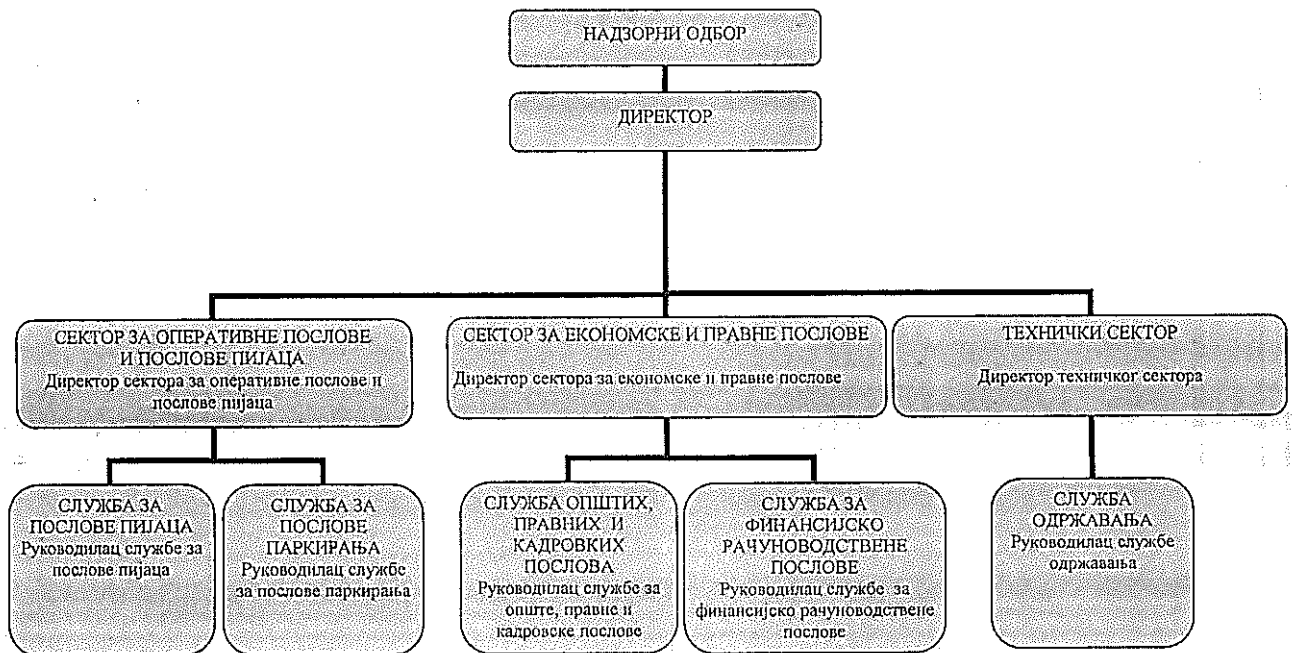 НАДЗОРНИ ОДБОР
ДИРЕКТОР
СЕКТОР ЗА ОПЕРАТИВНЕ ПОСЛОВЕ
И ПОСЛОВЕ ПИЈАЦА
Директор сектора за оперативне послове и
послове пијаца
СЕКТОР ЗА ЕКОНОМСКЕ И ПРАВНЕ ПОСЛОВЕ
Директор сектора за економске и правне послове
ТЕХНИЧКИ СЕКТОР
Директор техничког сектора
СЛУЖБА ЗА
ПОСЛОВЕ ПИЈАЦА
Руководилац службе за
послове пијаца
СЛУЖБА ЗА
ПОСЛОВЕ
ПАРКИРАЊА
Руководилац службе
за послове паркирања
СЛУЖБА ОПШТИХ,
ПРАВНИХ И
КАДРОВКИХ
ПОСЛОВА
Руководилац службе за
опште, правне и
кадровске послове
СЛУЖБА ЗА
ФИНАНСИЈСКО
РАЧУНОВОДСТВЕНЕ
ПОСЛОВЕ
Руководилац службе за
финансијско рачуноводствене
послове
СЛУЖБА
ОДРЖАВАЊА
Руководилац службе
одржавања